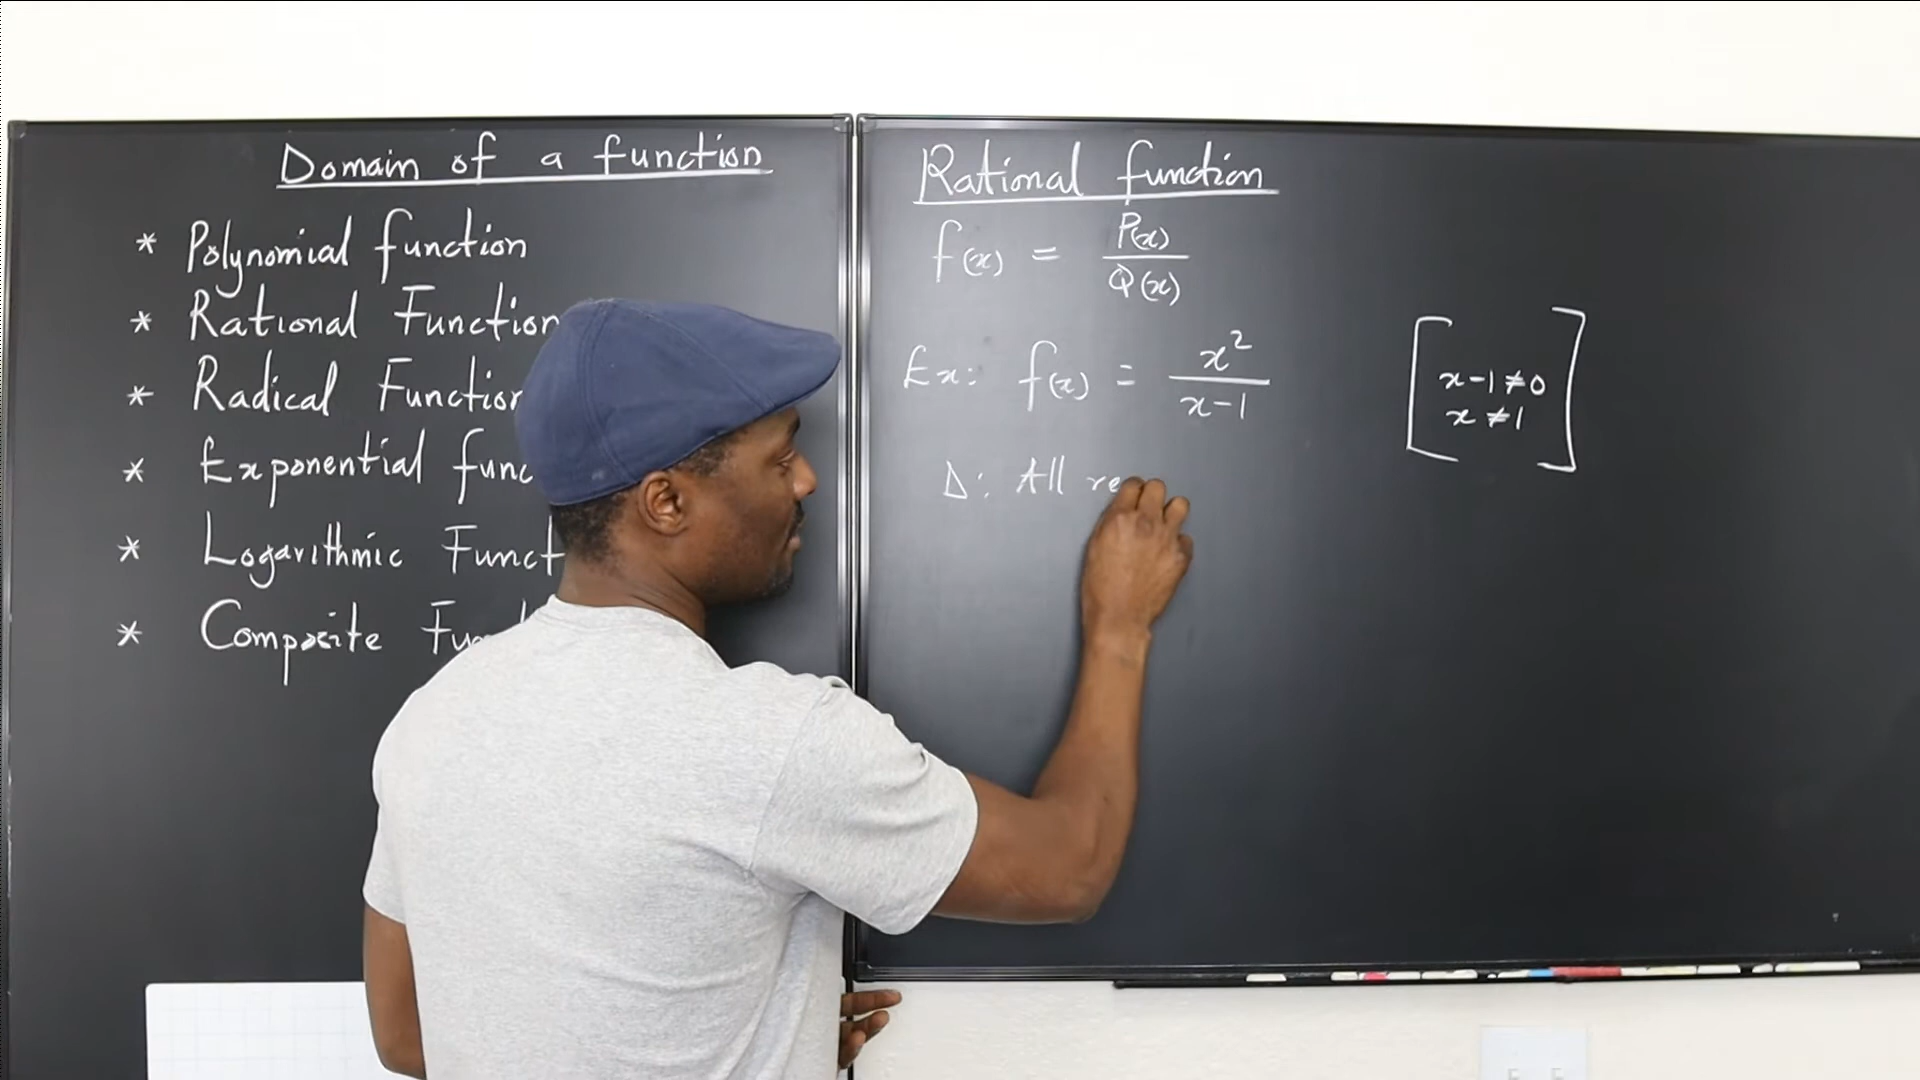 Domain of a function
* Polynomial function
* Rational Function
* Radical Function
* Exponential func
* Logarithmic Funct
* Composite Fun
Rational function
f(x) = P(x)/Q(x)
Ex: f(x) = x²/x-1
[x-1≠0
x≠1]
D: All re